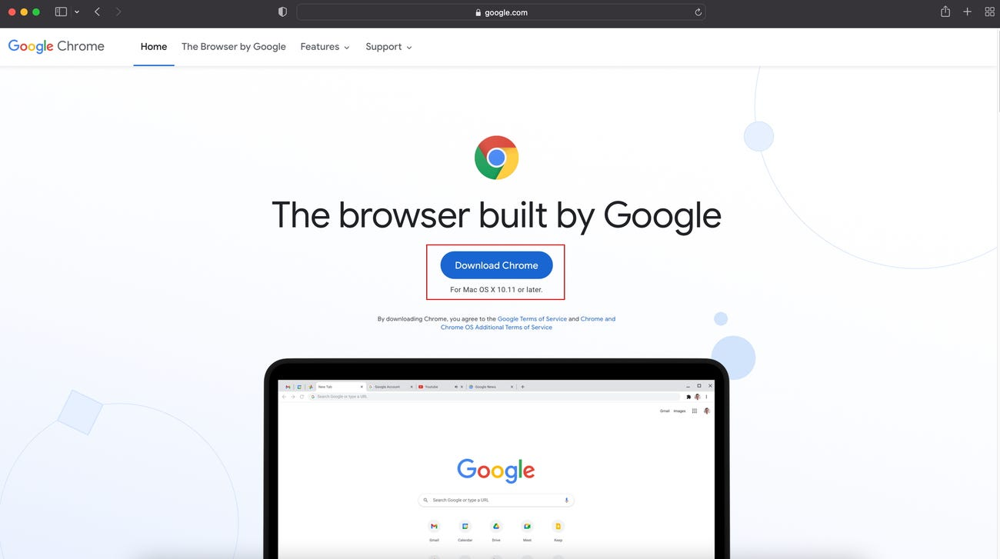 google.com
Google Chrome
Home
The Browser by Google
Features
Support
The browser built by Google
Download Chrome
For Mac OS X 10.11 or later.
By downloading Chrome, you agree to the Google Terms of Service and Chrome and
Chrome OS Additional Terms of Service
New Tab
Google Account
Youtube
Google News
Search Google or type a URL
Gmail
Images
Google
Search Google or type a URL
Gmail
Calendar
Drive
Meet
Keep